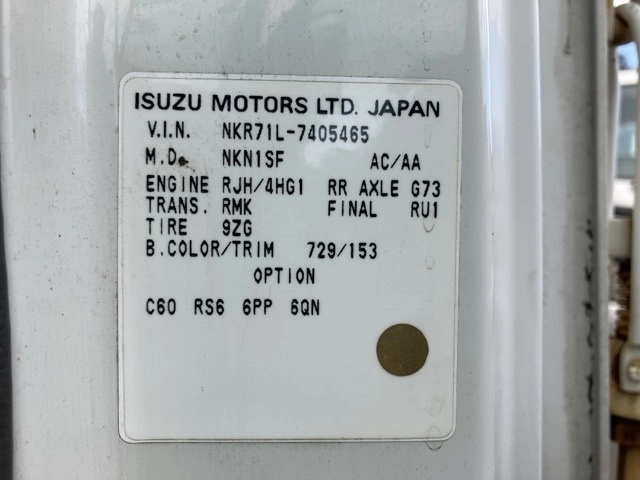 ISUZU MOTORS LTD. JAPAN
V.I.N. NKR71L-7405465
M.D. NKN1SF AC/AA
ENGINE RJH/4HG1 RR AXLE G73
TRANS. RMK FINAL RU1
TIRE 9ZG
B.COLOR/TRIM 729/153
OPTION
C60 RS6 6PP 6QN